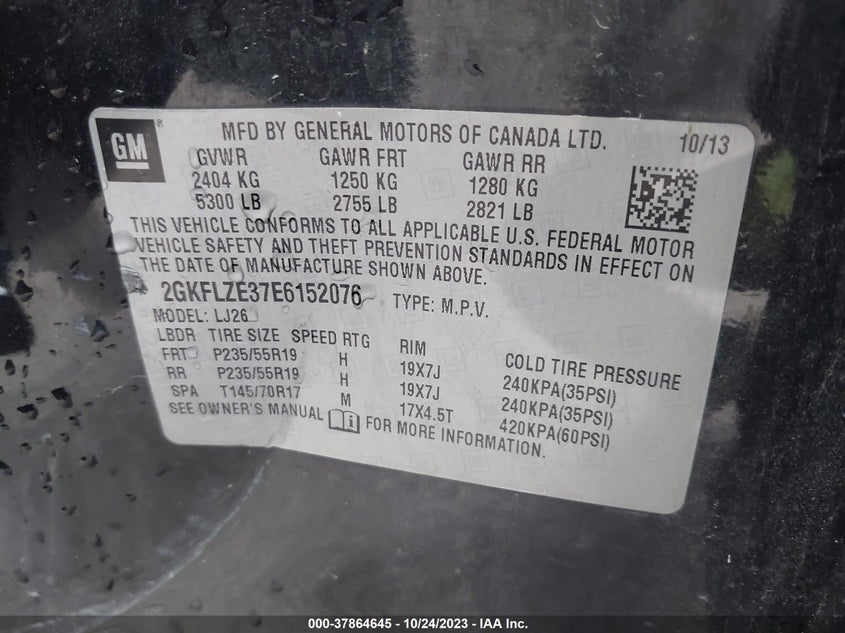 GM®
MFD BY GENERAL MOTORS OF CANADA LTD. 10/13
GVWR GAWR FRT GAWR RR
2404 KG 1250 KG 1280 KG
5300 LB 2755 LB 2821 LB
THIS VEHICLE CONFORMS TO ALL APPLICABLE U.S. FEDERAL MOTOR
VEHICLE SAFETY AND THEFT PREVENTION STANDARDS IN EFFECT ON
THE DATE OF MANUFACTURE SHOWN ABOVE.
2GKFLZE37E6152076 TYPE: M.P.V.
MODEL: LJ26
LBDR TIRE SIZE SPEED RTG RIM COLD TIRE PRESSURE
FRT P235/55R19 H 19X7J 240KPA(35PSI)
RR P235/55R19 H 19X7J 240KPA(35PSI)
SPA T145/70R17 M 17X4.5T 420KPA(60PSI)
SEE OWNER'S MANUAL FOR MORE INFORMATION.
000-37864645 - 10/24/2023 - IAA Inc.